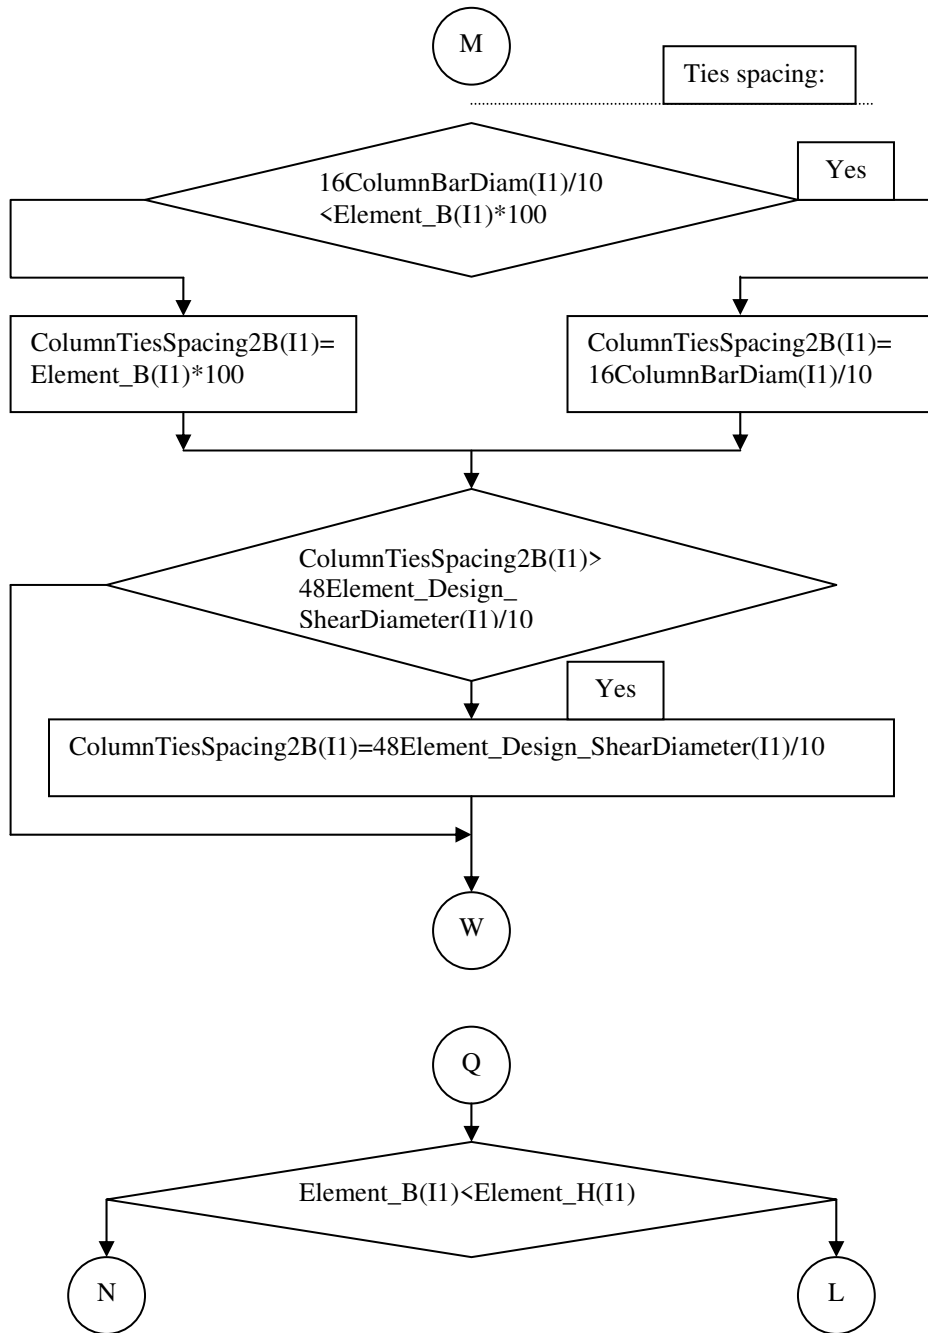 M
Ties spacing:
16ColumnBarDiam(I1)/10
<Element_B(I1)*100
Yes
ColumnTiesSpacing2B(I1)=
Element_B(I1)*100
ColumnTiesSpacing2B(I1)=
16ColumnBarDiam(I1)/10
ColumnTiesSpacing2B(I1)>
48Element_Design_
ShearDiameter(I1)/10
Yes
ColumnTiesSpacing2B(I1)=48Element_Design_ShearDiameter(I1)/10
W
Q
Element_B(I1)<Element_H(I1)
N
L